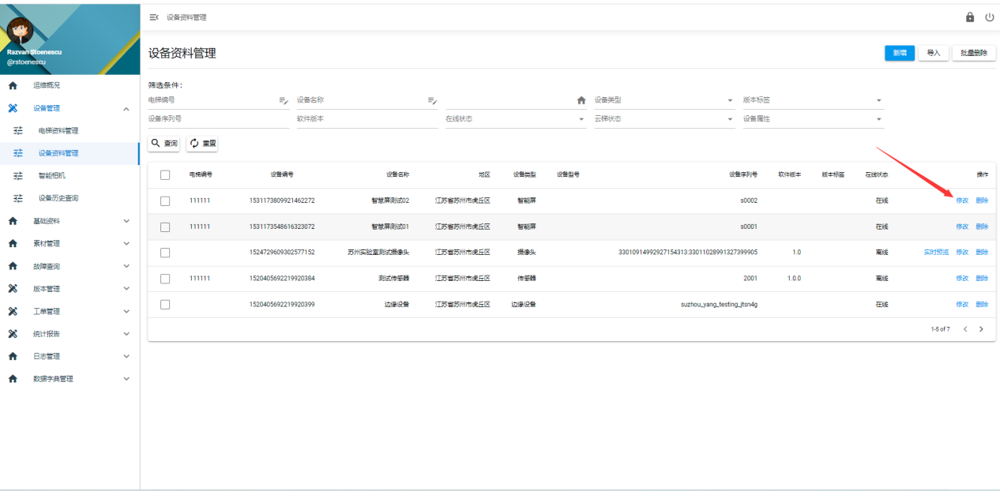 设备资料管理
Razvan Stoenescu
@rstoenescu
运维概况
设备管理
电梯资料管理
设备资料管理
智能相机
设备历史查询
基础资料
素材管理
故障查询
版本管理
工单管理
统计报告
日志管理
数据字典管理
设备资料管理 新增 导入 批量删除
筛选条件：
电梯编号 设备名称 设备类型 版本标签
设备序列号 软件版本 在线状态 云梯状态 设备属性
查询 重置
电梯编号 设备编号 设备名称 地区 设备类型 设备型号 设备序列号 软件版本 版本标签 在线状态 操作
111111 1531173809921462272 智慧屏测试02 江苏省苏州市虎丘区 智能屏 s0002 在线 修改 删除
111111 1531173548616323072 智慧屏测试01 江苏省苏州市虎丘区 智能屏 s0001 在线 修改 删除
1524729609302577152 苏州实验室测试摄像头 江苏省苏州市虎丘区 摄像头 33010914992927154313:33011028991327399905 1.0 离线 实时预览 修改 删除
111111 1520405692219920384 测试传感器 江苏省苏州市虎丘区 传感器 2001 1.0.0 离线 修改 删除
1520405692219920399 边缘设备 江苏省苏州市虎丘区 边缘设备 suzhou_yang_testing_jtsn4g 在线 修改 删除
1-5 of 7